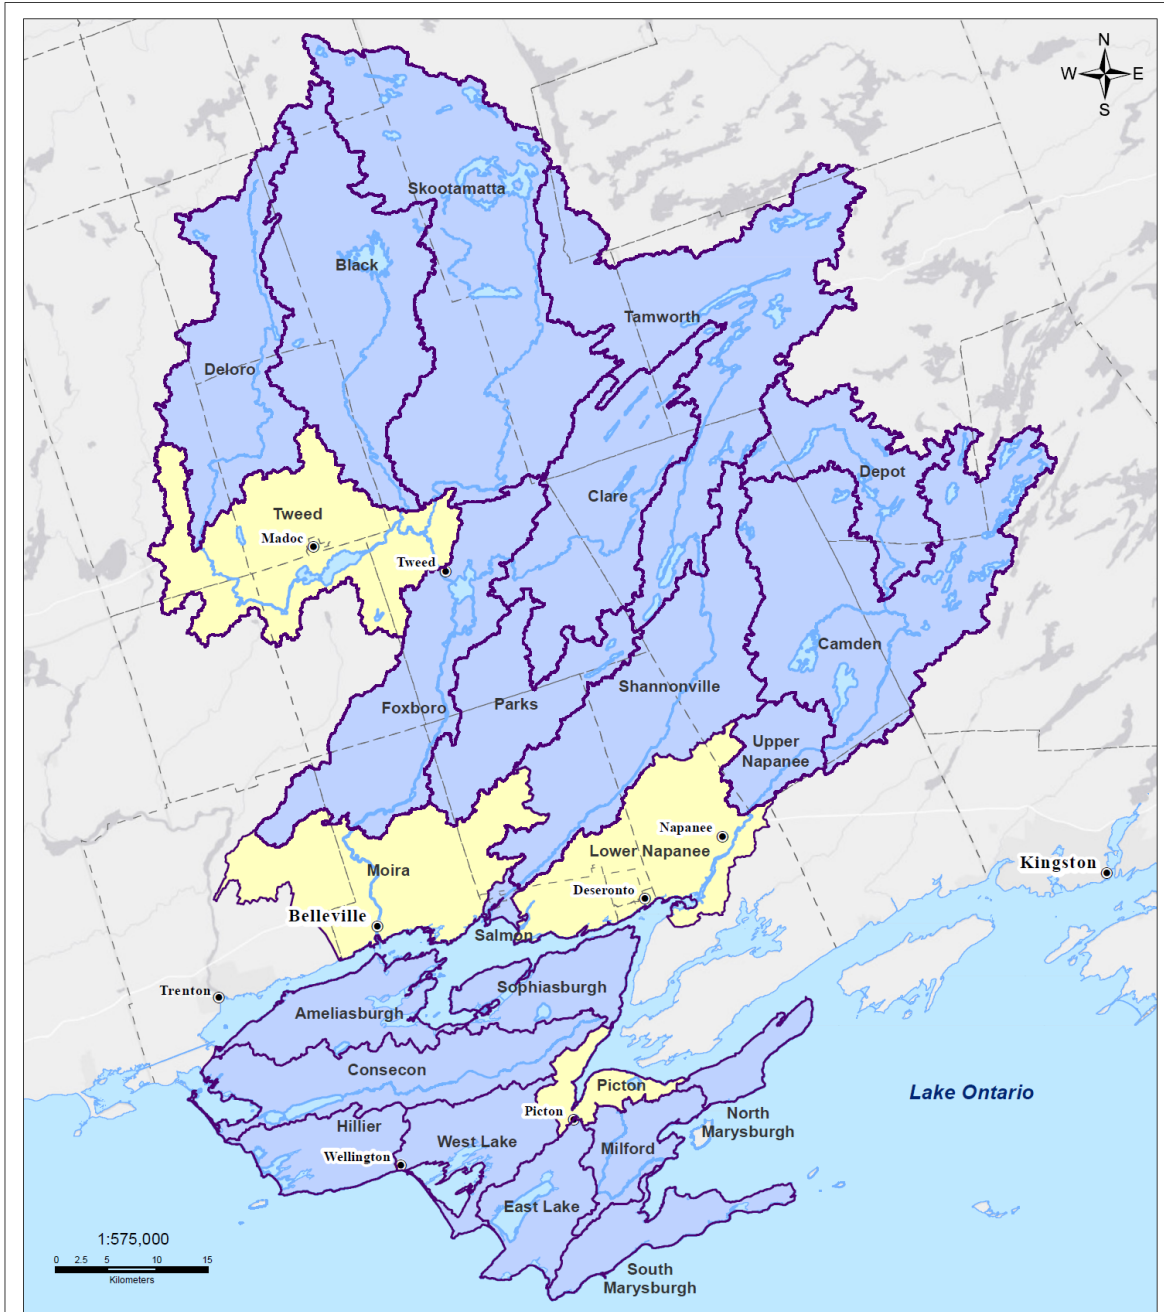 N
W E
S
Skootamatta
Black
Tamworth
Deloro
Depot
Clare
Tweed
Madoc
Tweed
Camden
Shannonville
Foxboro
Parks
Upper
Napanee
Napanee
Lower Napanee
Kingston
Moira
Deseronto
Belleville
Salmon
Trenton
Sophiasburgh
Ameliasburgh
Consecon
Picton
Lake Ontario
Picton
North
Marysburgh
Hillier
West Lake
Milford
Wellington
East Lake
1:575,000
0 2.5 5 10 15
Kilometers
South
Marysburgh